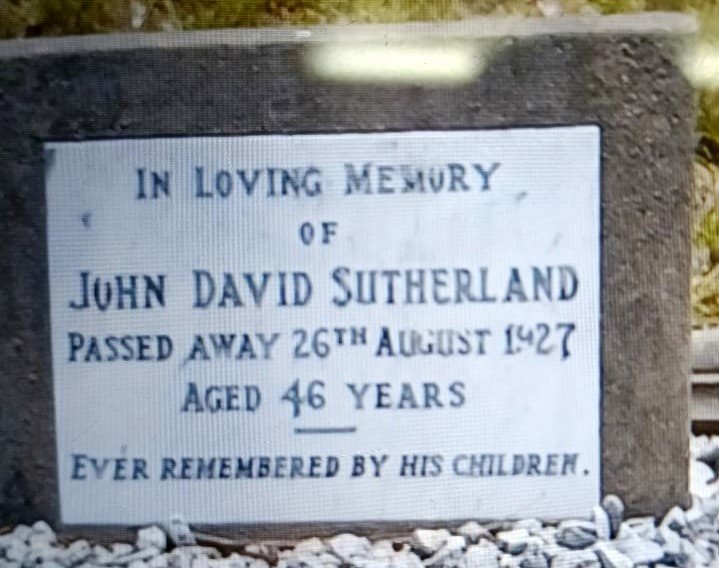 IN LOVING MEMORY
OF
JOHN DAVID SUTHERLAND
PASSED AWAY 26TH AUGUST 1927
AGED 46 YEARS
EVER REMEMBERED BY HIS CHILDREN.